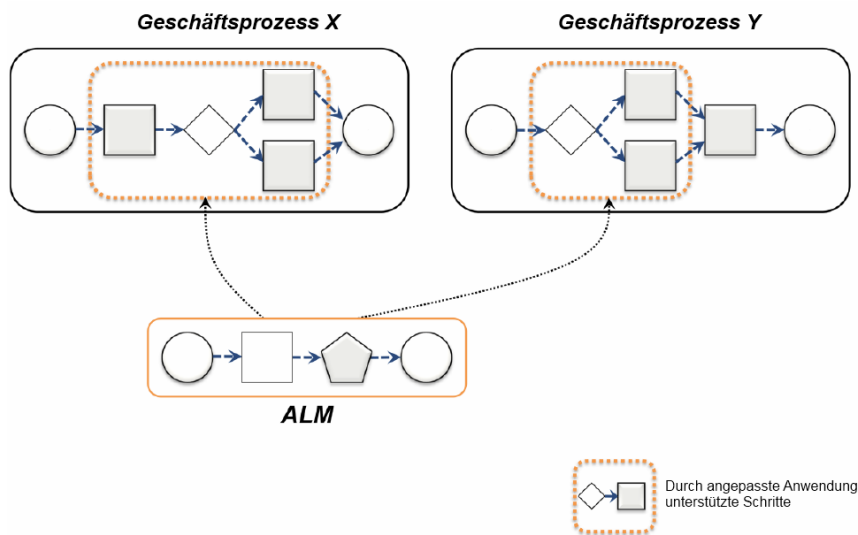 Geschäftsprozess X
Geschäftsprozess Y
ALM
Durch angepasste Anwendung
unterstützte Schritte